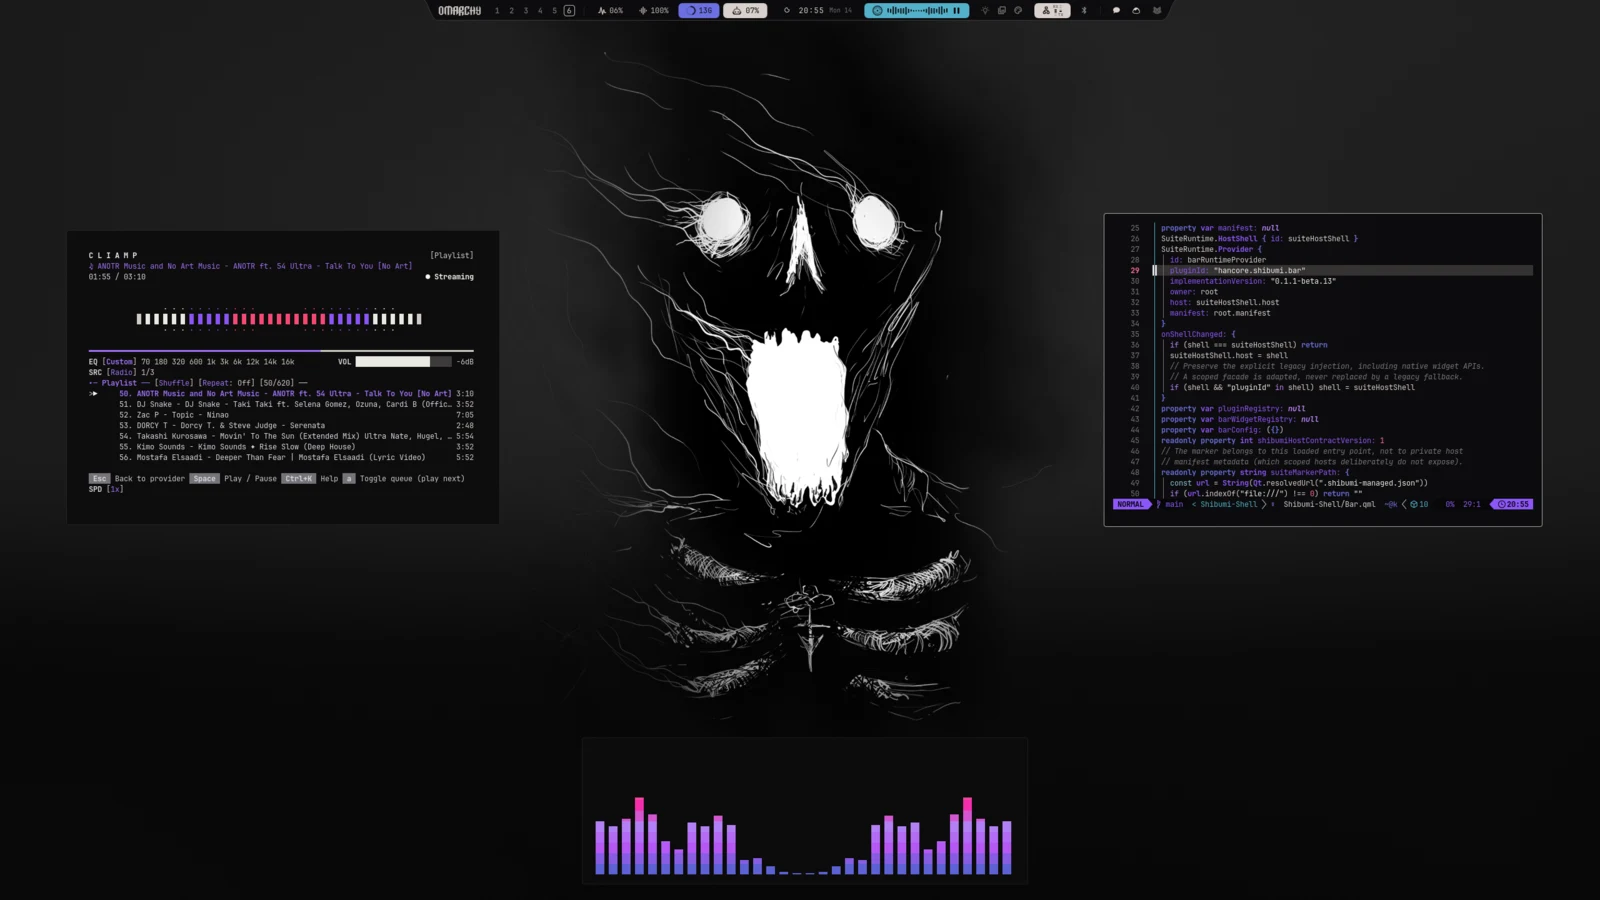 OMARCHY 1 2 3 4 5 6 06% 100% 13G 07% 20:55 Mon 14
C L I A M P [Playlist]
ANOTR Music and No Art Music - ANOTR ft. 54 Ultra - Talk To You [No Art]
01:55 / 03:10 ● Streaming
EQ [Custom] 70 180 320 600 1k 3k 6k 12k 14k 16k VOL -6dB
SRC [Radio] 1/3
Playlist —— [Shuffle] [Repeat: Off] [50/620] ——
50. ANOTR Music and No Art Music - ANOTR ft. 54 Ultra - Talk To You [No Art] 3:10
51. DJ Snake - DJ Snake - Taki Taki ft. Selena Gomez, Ozuna, Cardi B (Offic… 3:52
52. Zac P - Topic - Ninao 7:05
53. DORCY T - Dorcy T. & Steve Judge - Serenata 2:48
54. Takashi Kurosawa - Movin' To The Sun (Extended Mix) Ultra Nate, Hugel, … 5:54
55. Kimo Sounds - Kimo Sounds • Rise Slow (Deep House) 3:52
56. Mostafa Elsaadi - Deeper Than Fear | Mostafa Elsaadi (Lyric Video) 5:52
Esc Back to provider Space Play / Pause Ctrl+K Help a Toggle queue (play next)
SPD [1x]
25 property var manifest: null
26 SuiteRuntime.HostShell { id: suiteHostShell }
27 SuiteRuntime.Provider {
28 id: barRuntimeProvider
29 pluginId: "hancore.shibumi.bar"
30 implementationVersion: "0.1.1-beta.13"
31 owner: root
32 host: suiteHostShell.host
33 manifest: root.manifest
34 }
35 onShellChanged: {
36 if (shell === suiteHostShell) return
37 suiteHostShell.host = shell
38 // Preserve the explicit legacy injection, including native widget APIs.
39 // A scoped facade is adapted, never replaced by a legacy fallback.
40 if (shell && "pluginId" in shell) shell = suiteHostShell
41 }
42 property var pluginRegistry: null
43 property var barWidgetRegistry: null
44 property var barConfig: ({})
45 readonly property int shibumiHostContractVersion: 1
46 // The marker belongs to this loaded entry point, not to private host
47 // manifest metadata (which scoped hosts deliberately do not expose).
48 readonly property string suiteMarkerPath: {
49 const url = String(Qt.resolvedUrl(".shibumi-managed.json"))
50 if (url.indexOf("file:///") !== 0) return ""
NORMAL main < Shibumi-Shell Shibumi-Shell/Bar.qml 10 0% 29:1 20:55